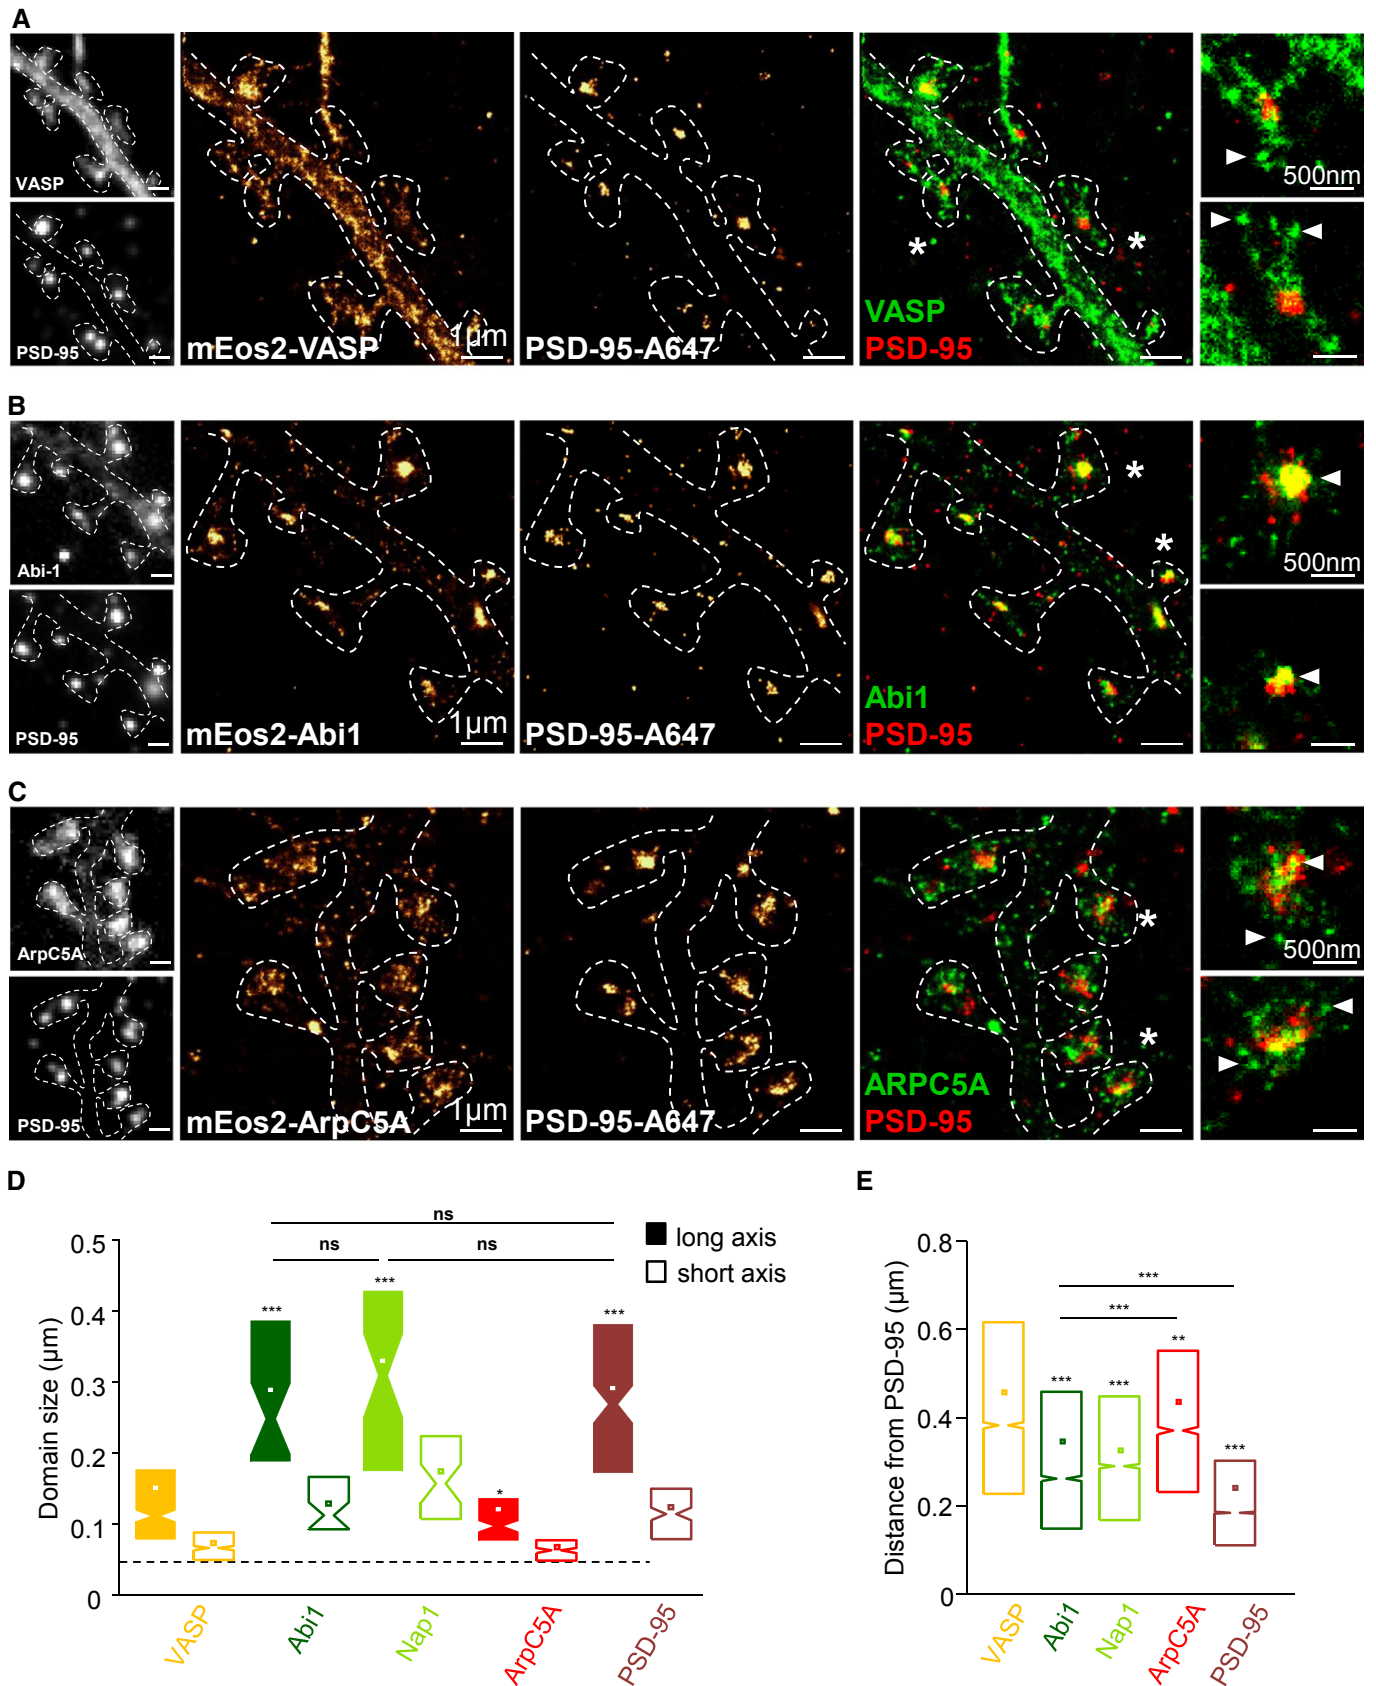 A
VASP
PSD-95
mEos2-VASP
1µm
PSD-95-A647
*
*
VASP
PSD-95
500nm
B
Abi-1
PSD-95
mEos2-Abi1
1µm
PSD-95-A647
*
*
Abi1
PSD-95
500nm
C
ArpC5A
PSD-95
mEos2-ArpC5A
1µm
PSD-95-A647
*
*
ARPC5A
PSD-95
500nm
D
ns
ns
ns
long axis
short axis
Domain size (µm)
0.5
0.4
0.3
0.2
0.1
0
***
***
*
***
VASP
Abi1
Nap1
ArpC5A
PSD-95
E
Distance from PSD-95 (µm)
0.8
0.6
0.4
0.2
0
***
***
**
***
***
***
VASP
Abi1
Nap1
ArpC5A
PSD-95